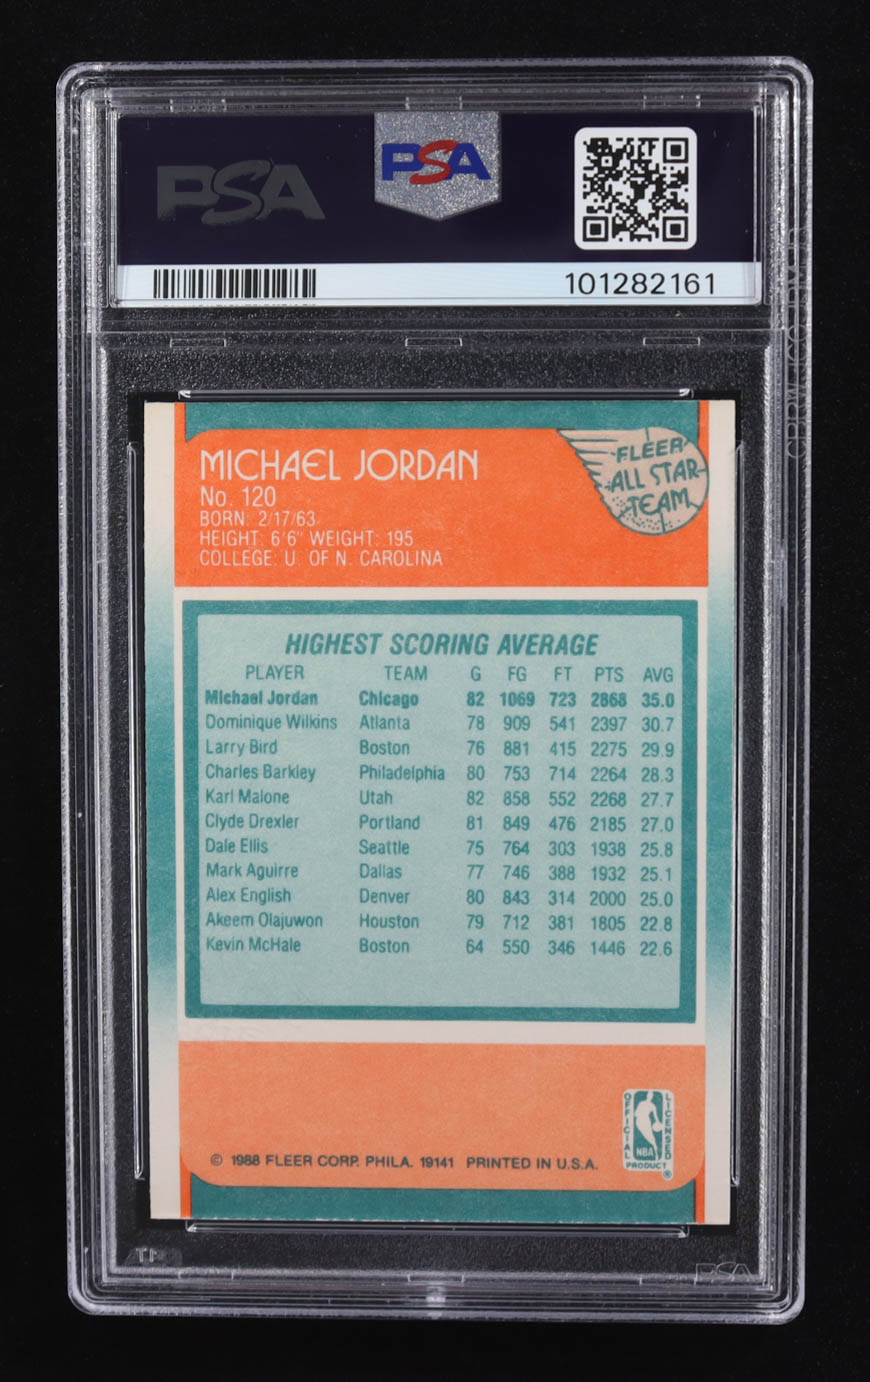 PSA
PSA
101282161
MICHAEL JORDAN
No. 120
BORN: 2/17/63
HEIGHT: 6'6" WEIGHT: 195
COLLEGE: U. OF N. CAROLINA
FLEER
ALL STAR
TEAM
HIGHEST SCORING AVERAGE
PLAYER TEAM G FG FT PTS AVG
Michael Jordan Chicago 82 1069 723 2868 35.0
Dominique Wilkins Atlanta 78 909 541 2397 30.7
Larry Bird Boston 76 881 415 2275 29.9
Charles Barkley Philadelphia 80 753 714 2264 28.3
Karl Malone Utah 82 858 552 2268 27.7
Clyde Drexler Portland 81 849 476 2185 27.0
Dale Ellis Seattle 75 764 303 1938 25.8
Mark Aguirre Dallas 77 746 388 1932 25.1
Alex English Denver 80 843 314 2000 25.0
Akeem Olajuwon Houston 79 712 381 1805 22.8
Kevin McHale Boston 64 550 346 1446 22.6
OFFICIAL
LICENSED
NBA
PRODUCT
®
© 1988 FLEER CORP. PHILA. 19141 PRINTED IN U.S.A.
PSA